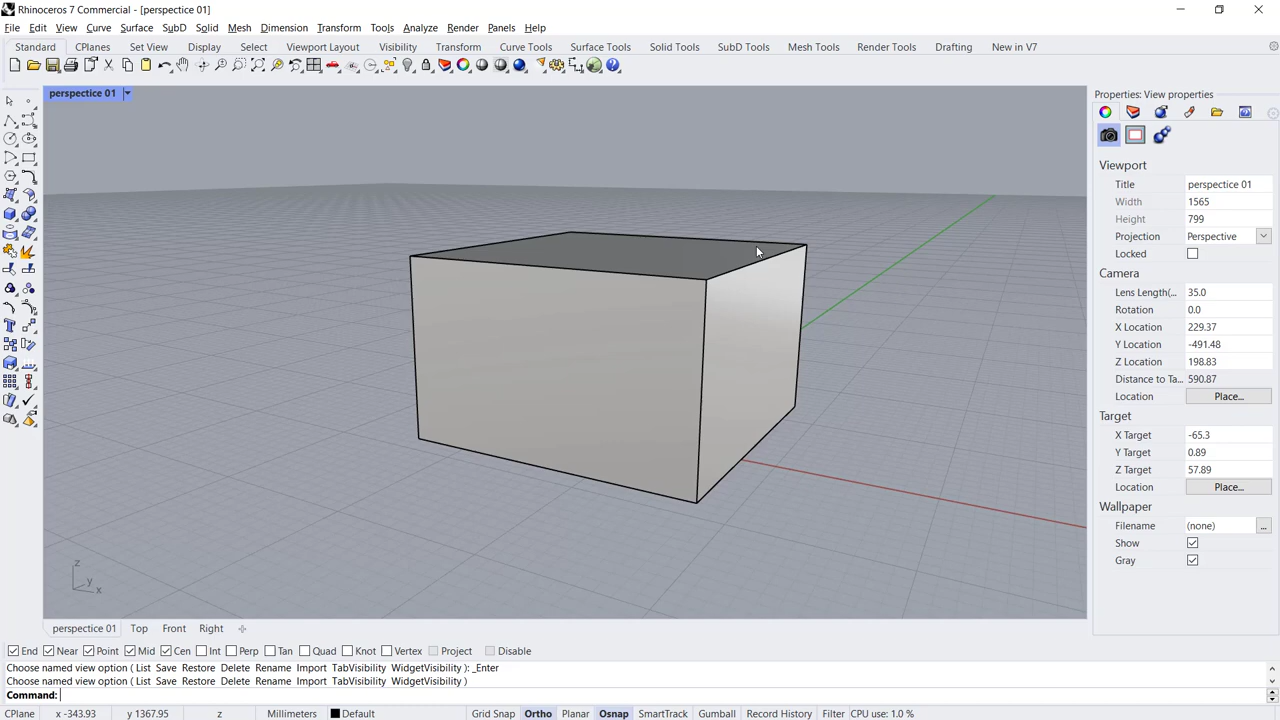 Rhinoceros 7 Commercial - [perspectice 01]
File Edit View Curve Surface SubD Solid Mesh Dimension Transform Tools Analyze Render Panels Help
Standard CPlanes Set View Display Select Viewport Layout Visibility Transform Curve Tools Surface Tools Solid Tools SubD Tools Mesh Tools Render Tools Drafting New in V7
perspectice 01
z
y
x
perspectice 01 Top Front Right
Properties: View properties
Viewport
Title perspectice 01
Width 1565
Height 799
Projection Perspective
Locked
Camera
Lens Length(...
35.0
Rotation 0.0
X Location 229.37
Y Location -491.48
Z Location 198.83
Distance to Ta... 590.87
Location Place...
Target
X Target -65.3
Y Target 0.89
Z Target 57.89
Location Place...
Wallpaper
Filename (none) ...
Show
Gray
End Near Point Mid Cen Int Perp Tan Quad Knot Vertex Project Disable
Choose named view option ( List Save Restore Delete Rename Import TabVisibility WidgetVisibility ): _Enter
Choose named view option ( List Save Restore Delete Rename Import TabVisibility WidgetVisibility )
Command:
CPlane x -343.93 y 1367.95 z Millimeters Default Grid Snap Ortho Planar Osnap SmartTrack Gumball Record History Filter CPU use: 1.0 %